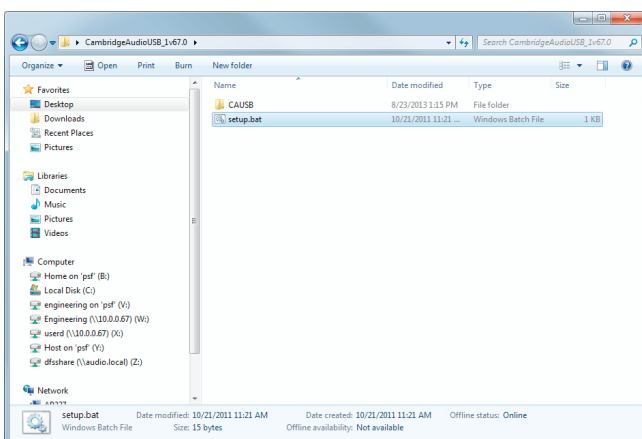 CambridgeAudioUSB_1v67.0
Search CambridgeAudioUSB_1v67.0
Organize Open Print Burn New folder
Name Date modified Type Size
CAUSB 8/23/2013 1:15 PM File folder
setup.bat 10/21/2011 11:21 ... Windows Batch File 1 KB
Favorites
Desktop
Downloads
Recent Places
Pictures
Libraries
Documents
Music
Pictures
Videos
Computer
Home on 'psf' (B:)
Local Disk (C:)
engineering on 'psf' (V:)
Engineering (\\10.0.0.67) (W:)
userd (\\10.0.0.67) (X:)
Host on 'psf' (Y:)
dfsshare (\\audio.local) (Z:)
Network
setup.bat Date modified: 10/21/2011 11:21 AM Date created: 10/21/2011 11:21 AM Offline status: Online
Windows Batch File Size: 15 bytes Offline availability: Not available